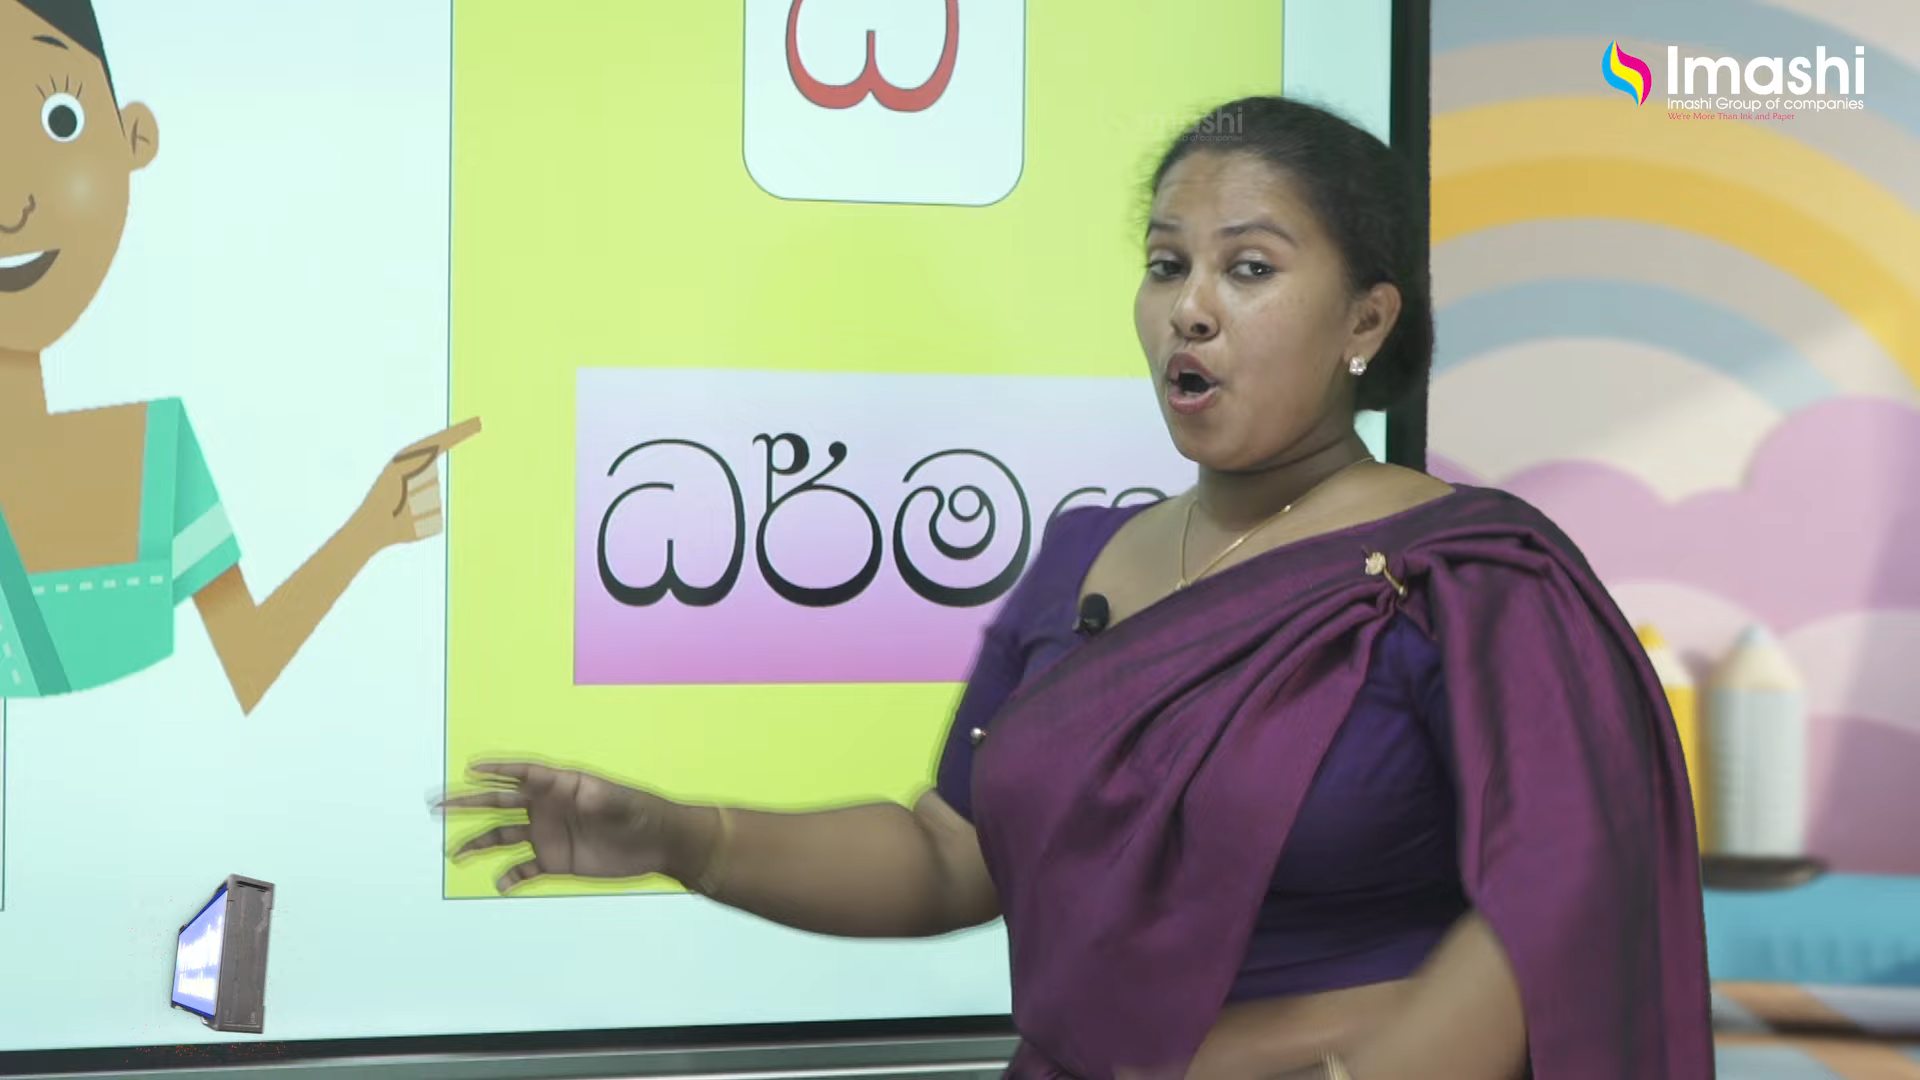 ධ
ධර්ම
Imashi
Imashi Group of companies
We're More Than Ink and Paper